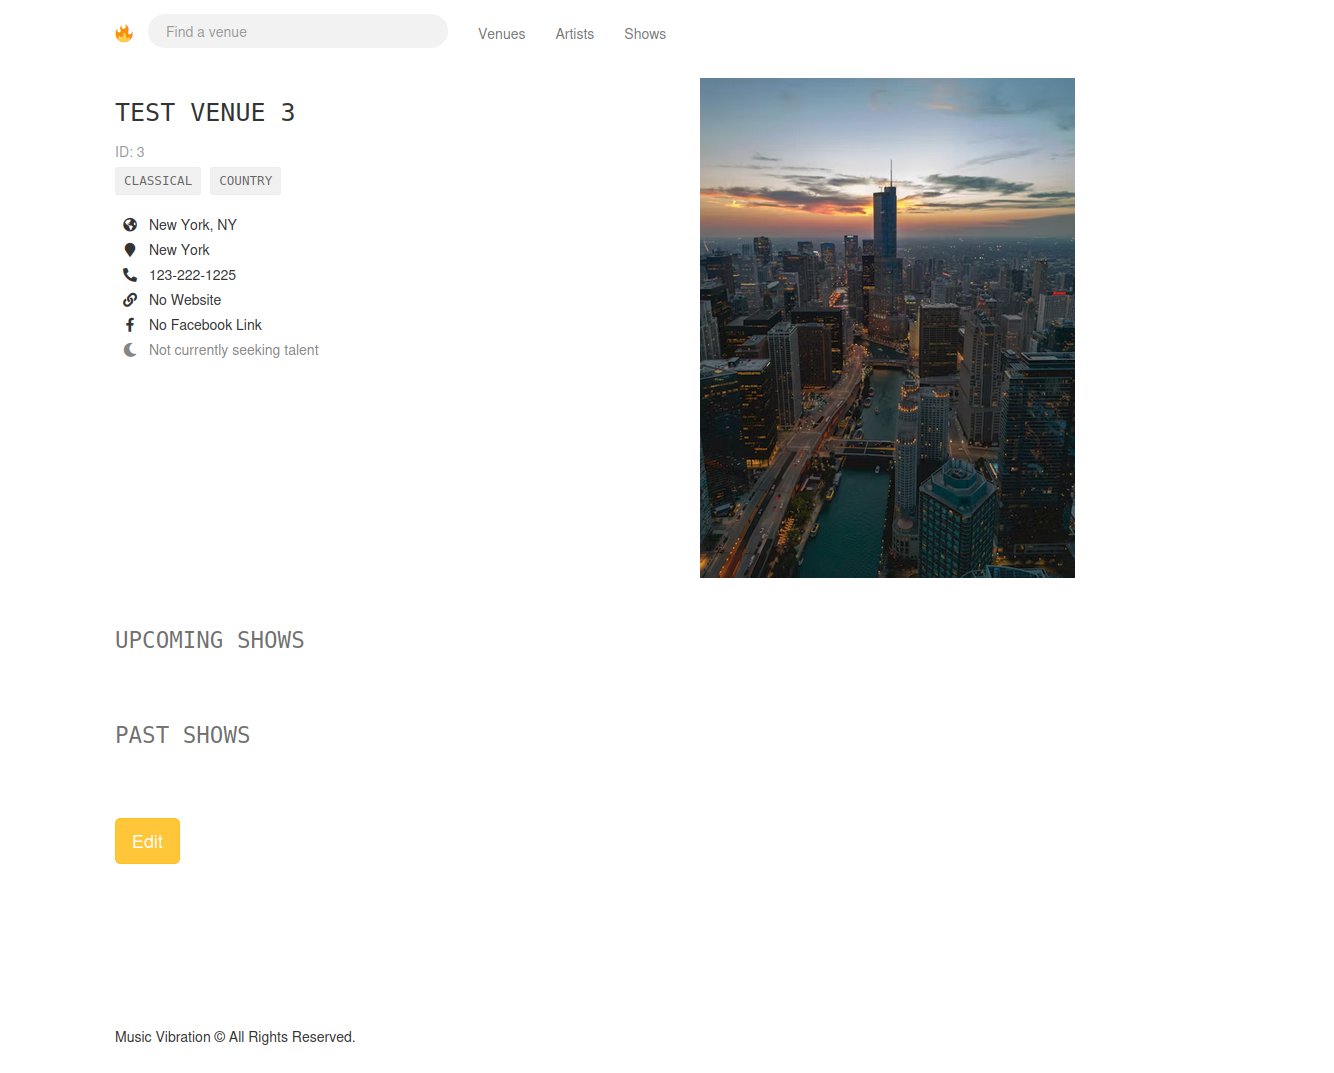 Find a venue
Venues Artists Shows
TEST VENUE 3
ID: 3
CLASSICAL COUNTRY
New York, NY
New York
123-222-1225
No Website
No Facebook Link
Not currently seeking talent
UPCOMING SHOWS
PAST SHOWS
Edit
Music Vibration © All Rights Reserved.